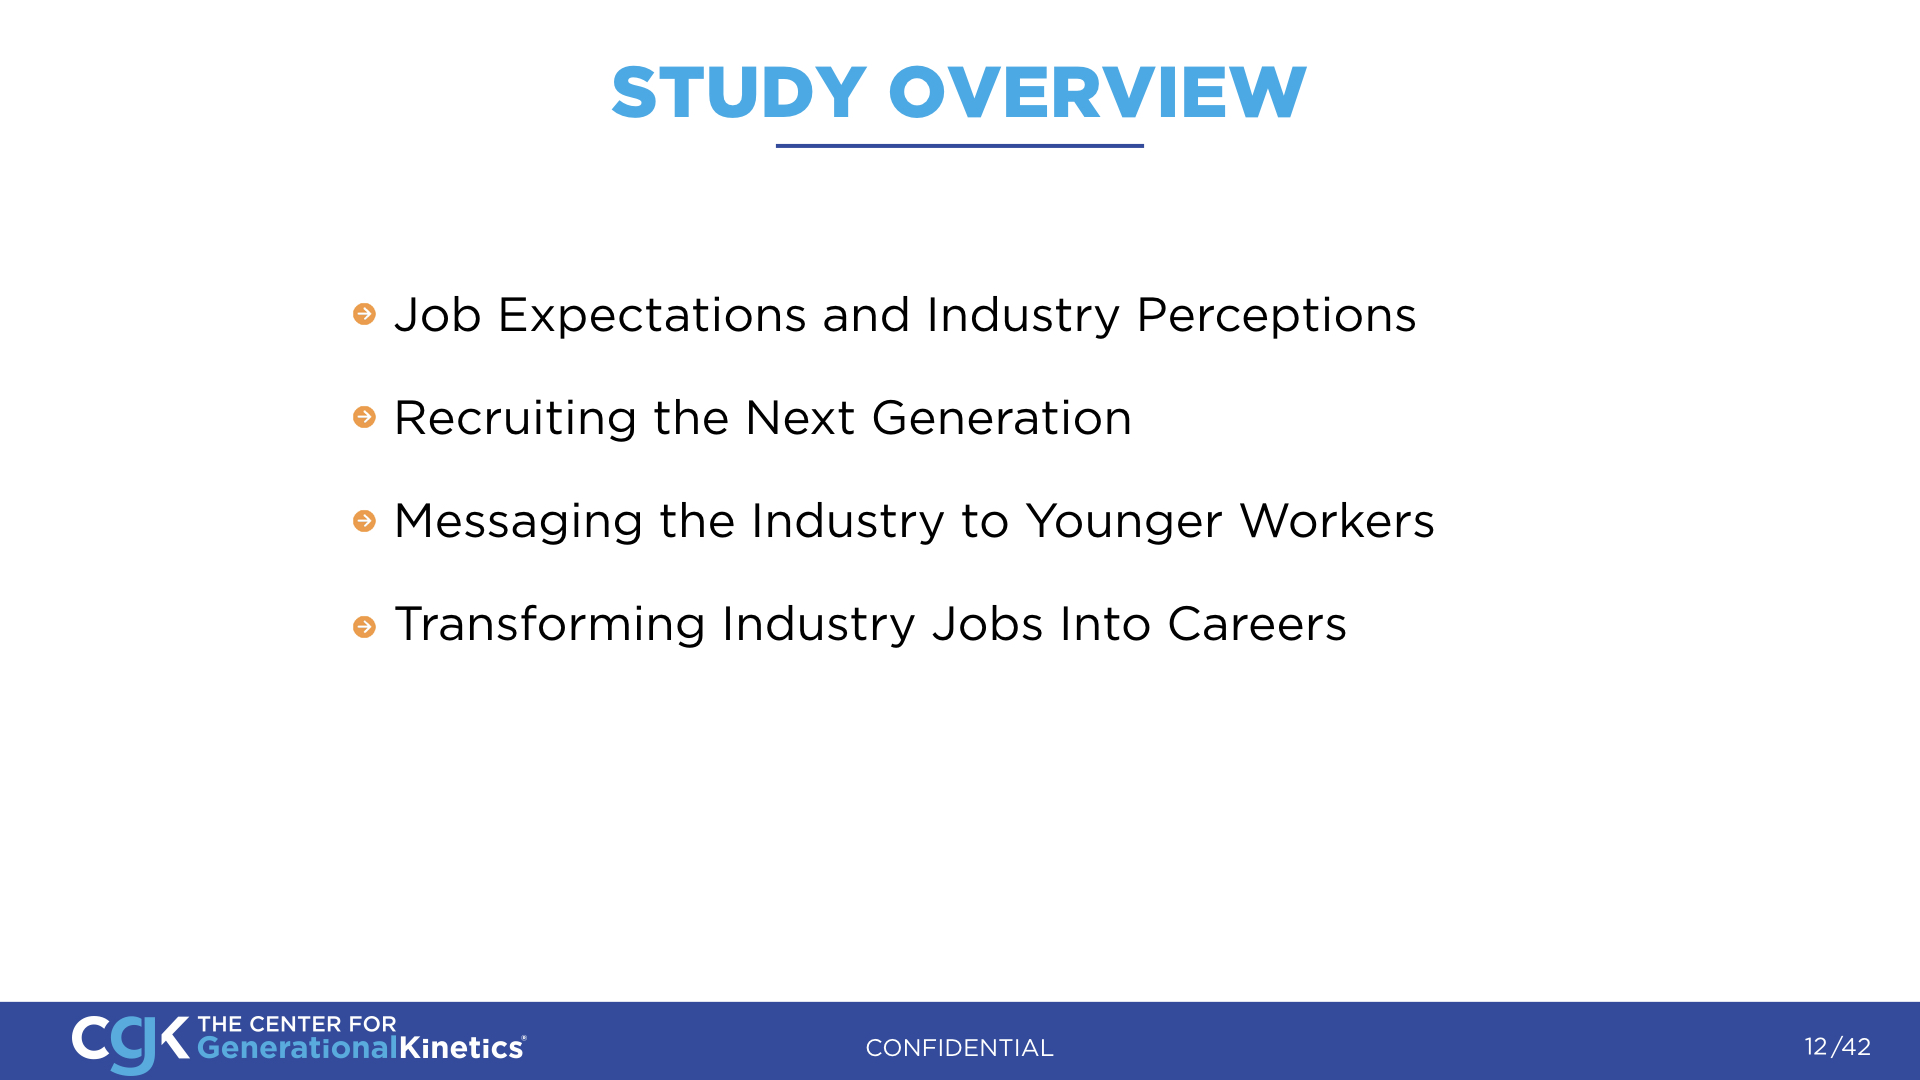 STUDY OVERVIEW
Job Expectations and Industry Perceptions
Recruiting the Next Generation
Messaging the Industry to Younger Workers
Transforming Industry Jobs Into Careers
cgK THE CENTER FOR
GenerationalKinetics®
CONFIDENTIAL
12/42